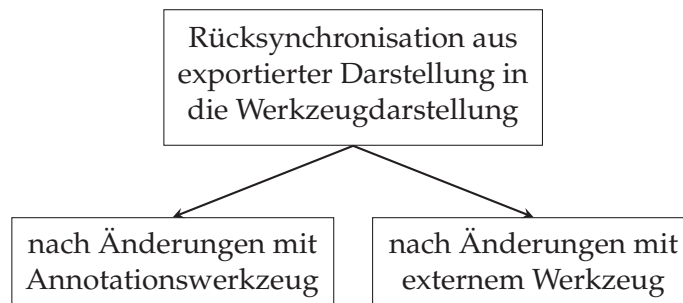 Rücksynchronisation aus
exportierter Darstellung in
die Werkzeugdarstellung
nach Änderungen mit
Annotationswerkzeug
nach Änderungen mit
externem Werkzeug